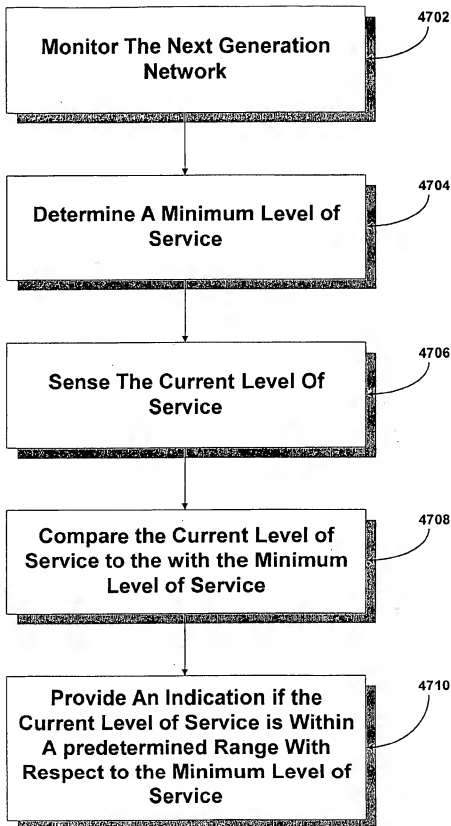 Monitor The Next Generation
Network
4702
Determine A Minimum Level of
Service
4704
Sense The Current Level Of
Service
4706
Compare the Current Level of
Service to the with the Minimum
Level of Service
4708
Provide An Indication if the
Current Level of Service is Within
A predetermined Range With
Respect to the Minimum Level of
Service
4710